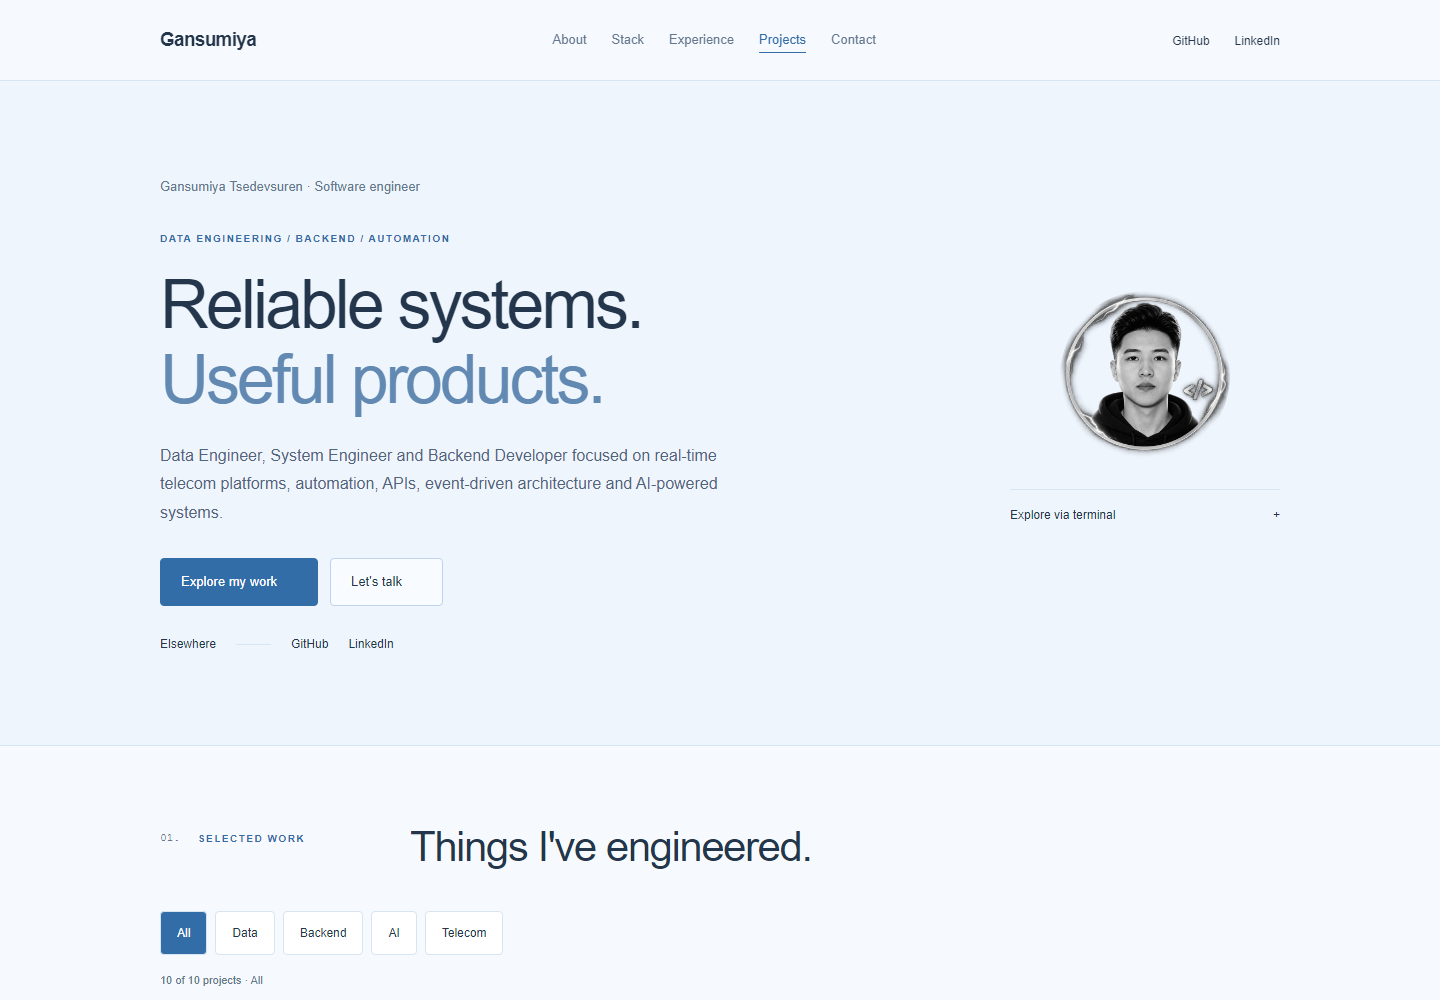 Gansumiya
About
Stack
Experience
Projects
Contact
GitHub
LinkedIn
Gansumiya Tsedevsuren · Software engineer
DATA ENGINEERING / BACKEND / AUTOMATION
Reliable systems.
Useful products.
Data Engineer, System Engineer and Backend Developer focused on real-time
telecom platforms, automation, APIs, event-driven architecture and AI-powered
systems.
Explore my work
Let's talk
Elsewhere
GitHub
LinkedIn
</>
Explore via terminal
+
01.
SELECTED WORK
Things I've engineered.
All
Data
Backend
AI
Telecom
10 of 10 projects · All